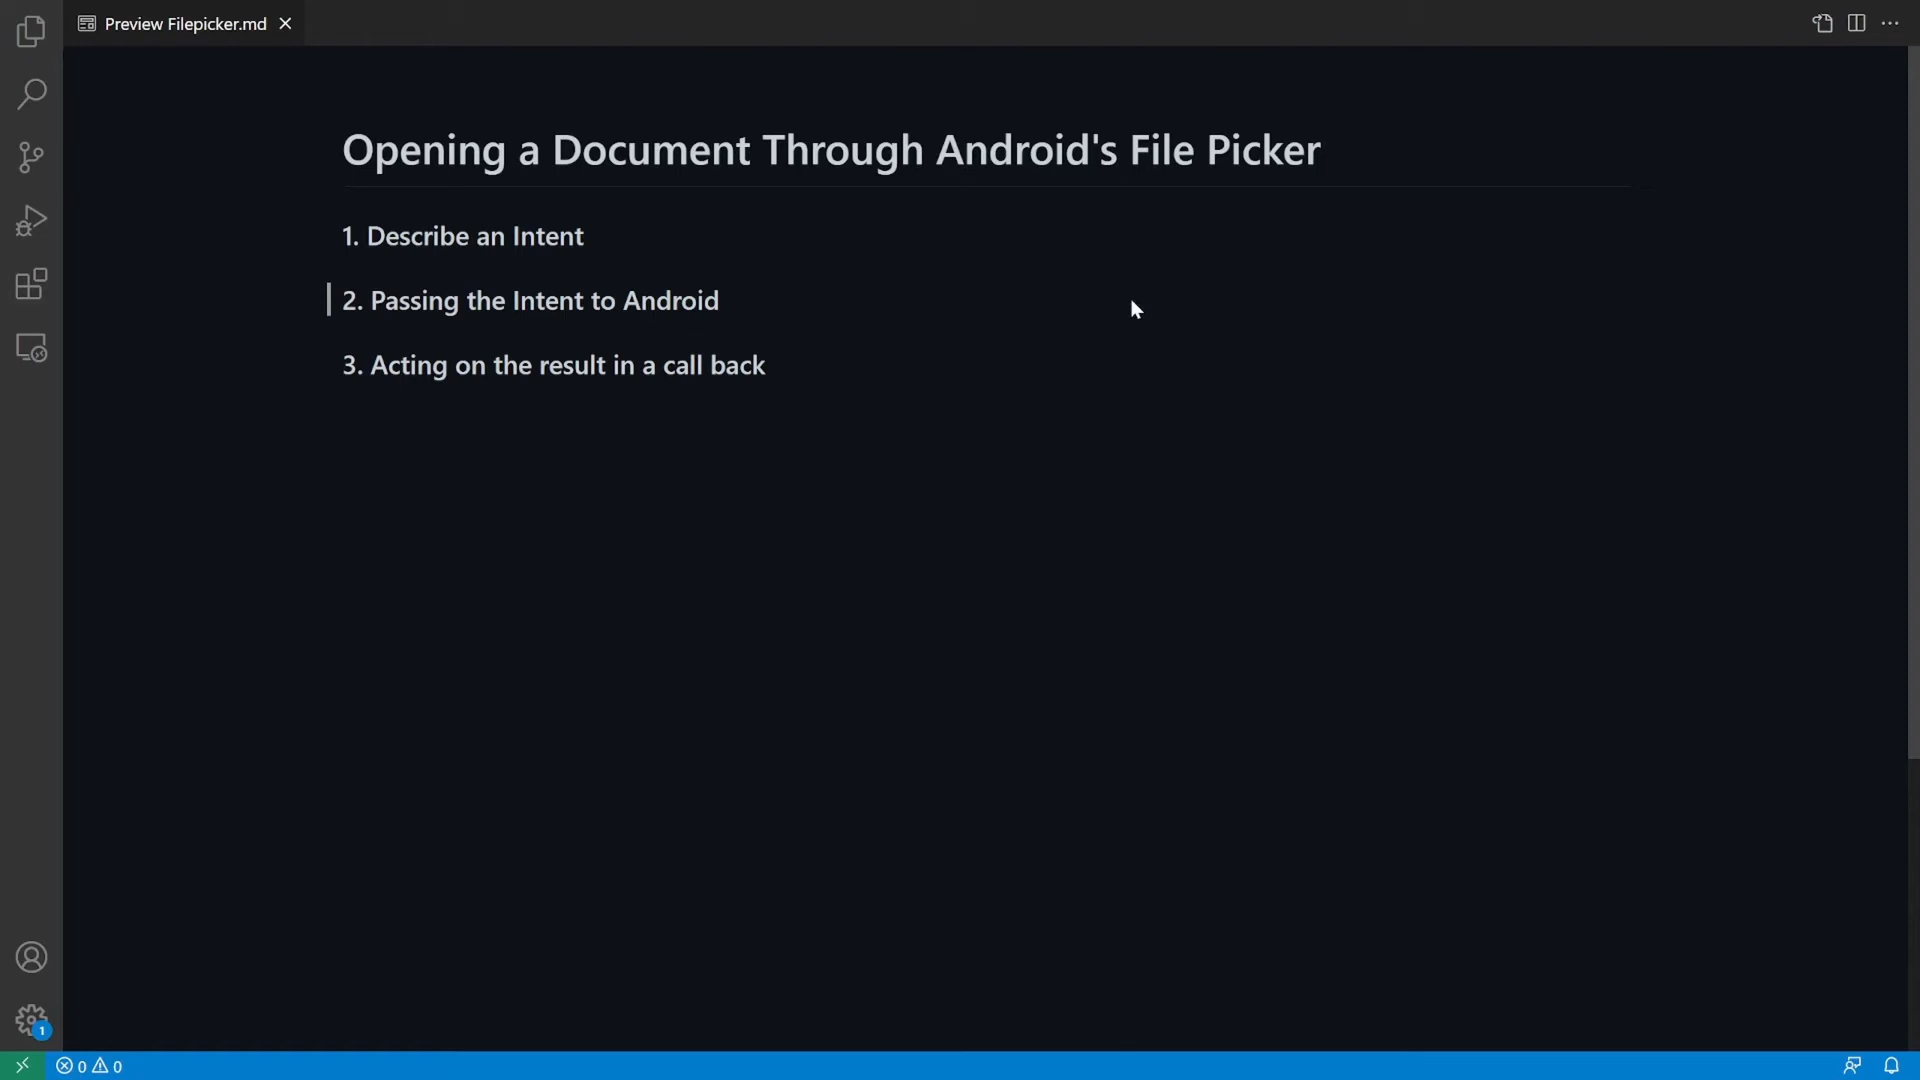 Preview Filepicker.md
Opening a Document Through Android's File Picker
1. Describe an Intent
2. Passing the Intent to Android
3. Acting on the result in a call back
1
0 0